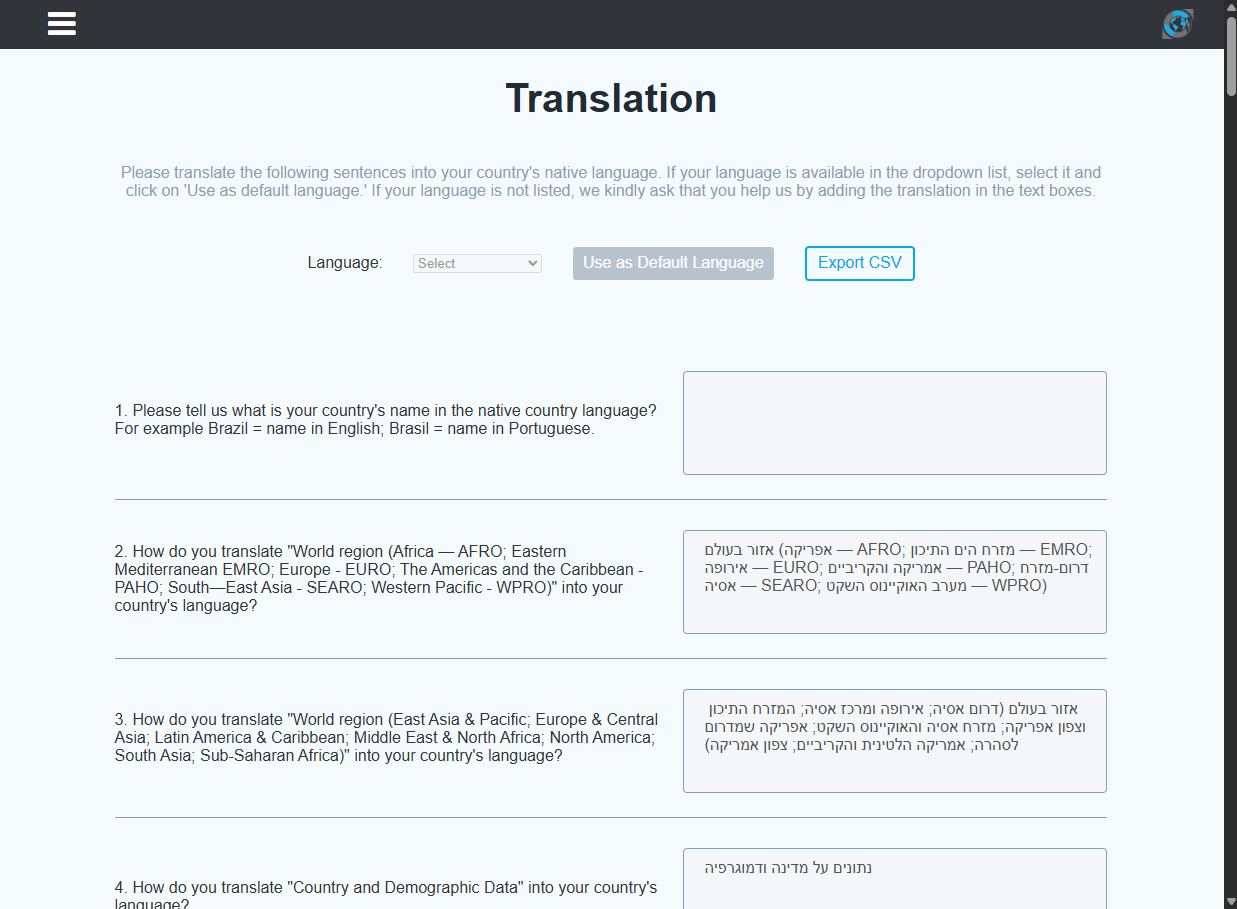 Translation
Please translate the following sentences into your country's native language. If your language is available in the dropdown list, select it and
click on 'Use as default language.' If your language is not listed, we kindly ask that you help us by adding the translation in the text boxes.
Language: Select Use as Default Language Export CSV
1. Please tell us what is your country's name in the native country language?
For example Brazil = name in English; Brasil = name in Portuguese.
2. How do you translate "World region (Africa — AFRO; Eastern
Mediterranean EMRO; Europe - EURO; The Americas and the Caribbean -
PAHO; South—East Asia - SEARO; Western Pacific - WPRO)" into your
country's language?
אזור בעולם (אפריקה — AFRO; מזרח הים התיכון — EMRO;
אירופה — EURO; אמריקה והקריביים — PAHO; דרום-מזרח
אסיה — SEARO; מערב האוקיינוס השקט — WPRO)
3. How do you translate "World region (East Asia & Pacific; Europe & Central
Asia; Latin America & Caribbean; Middle East & North Africa; North America;
South Asia; Sub-Saharan Africa)" into your country's language?
אזור בעולם (דרום אסיה; אירופה ומרכז אסיה; המזרח התיכון
וצפון אפריקה; מזרח אסיה והאוקיינוס השקט; אפריקה שמדרום
לסהרה; אמריקה הלטינית והקריביים; צפון אמריקה)
4. How do you translate "Country and Demographic Data" into your country's
language?
נתונים על מדינה ודמוגרפיה